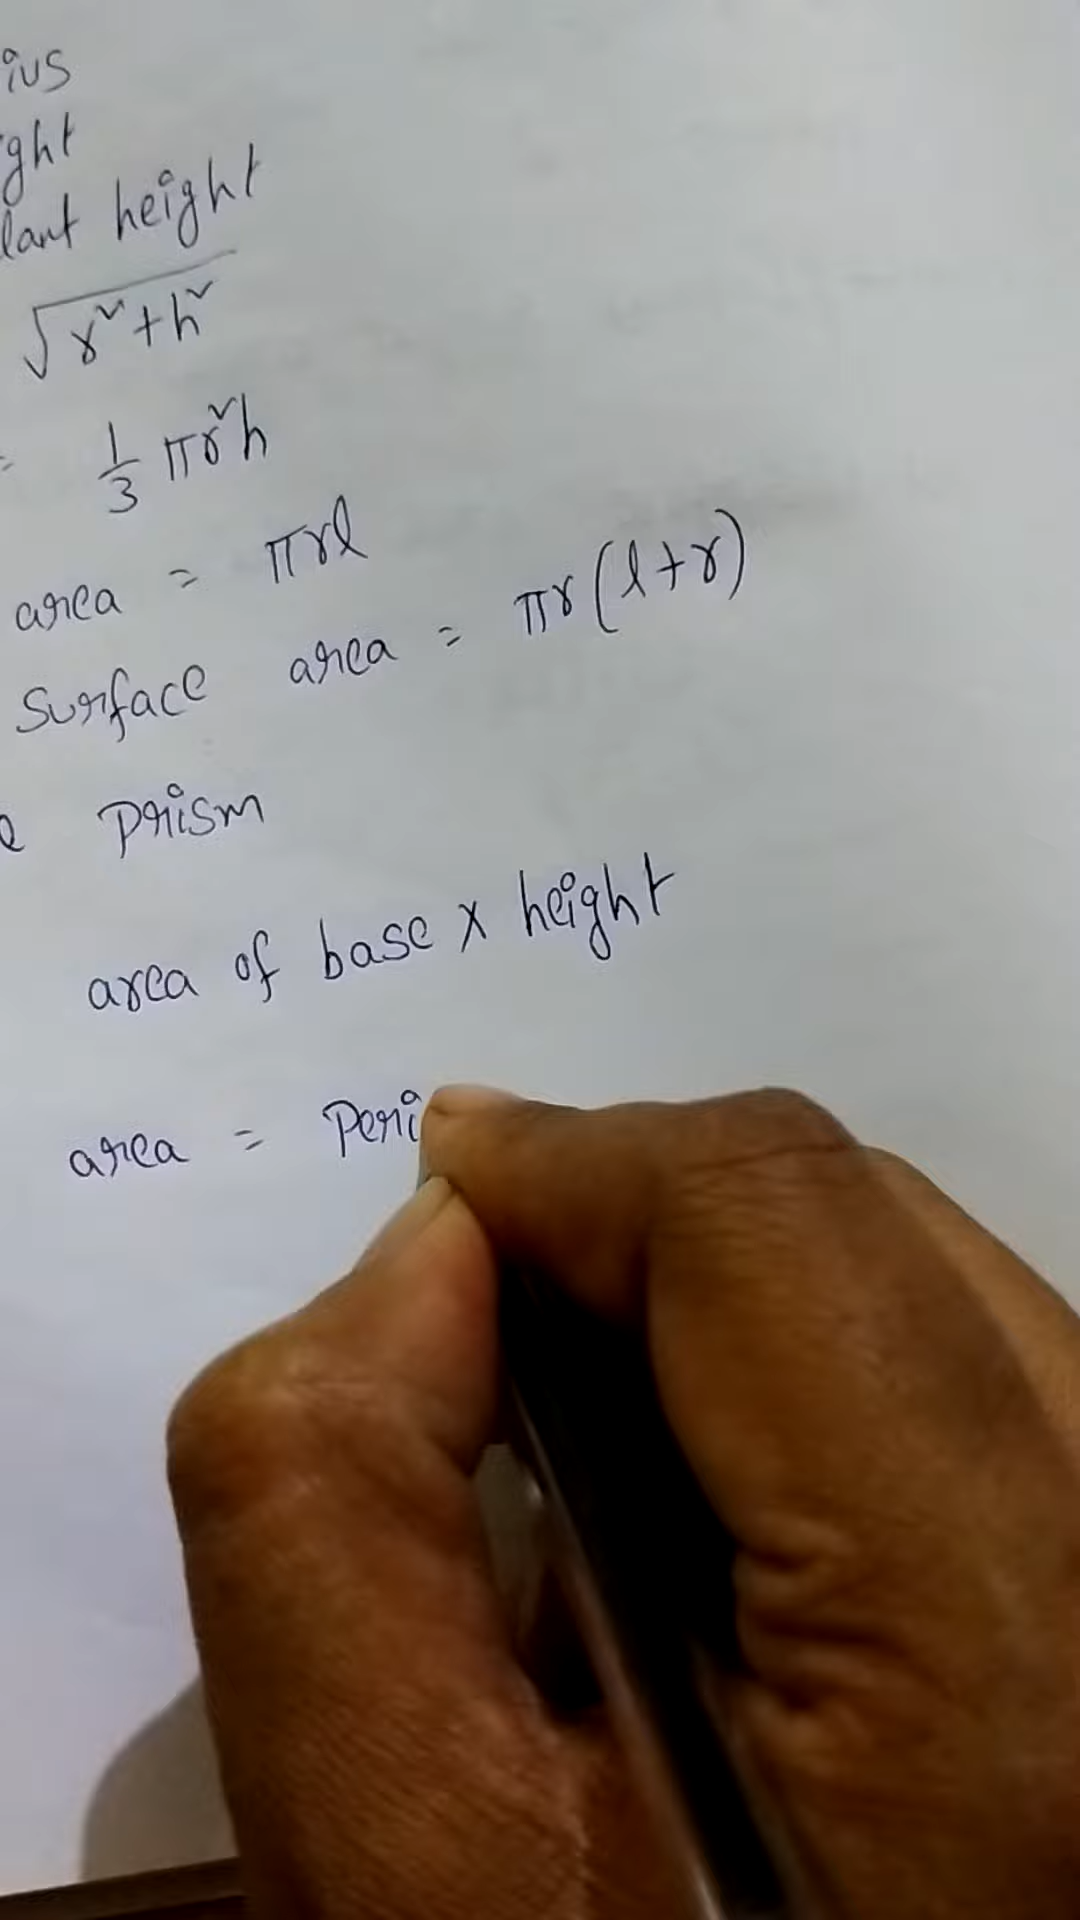 ius
ght
lant height
√r²+h²
= 1/3 πr²h
area = πrl
surface area = πr(l+r)
e Prism
area of base x height
area = Peri